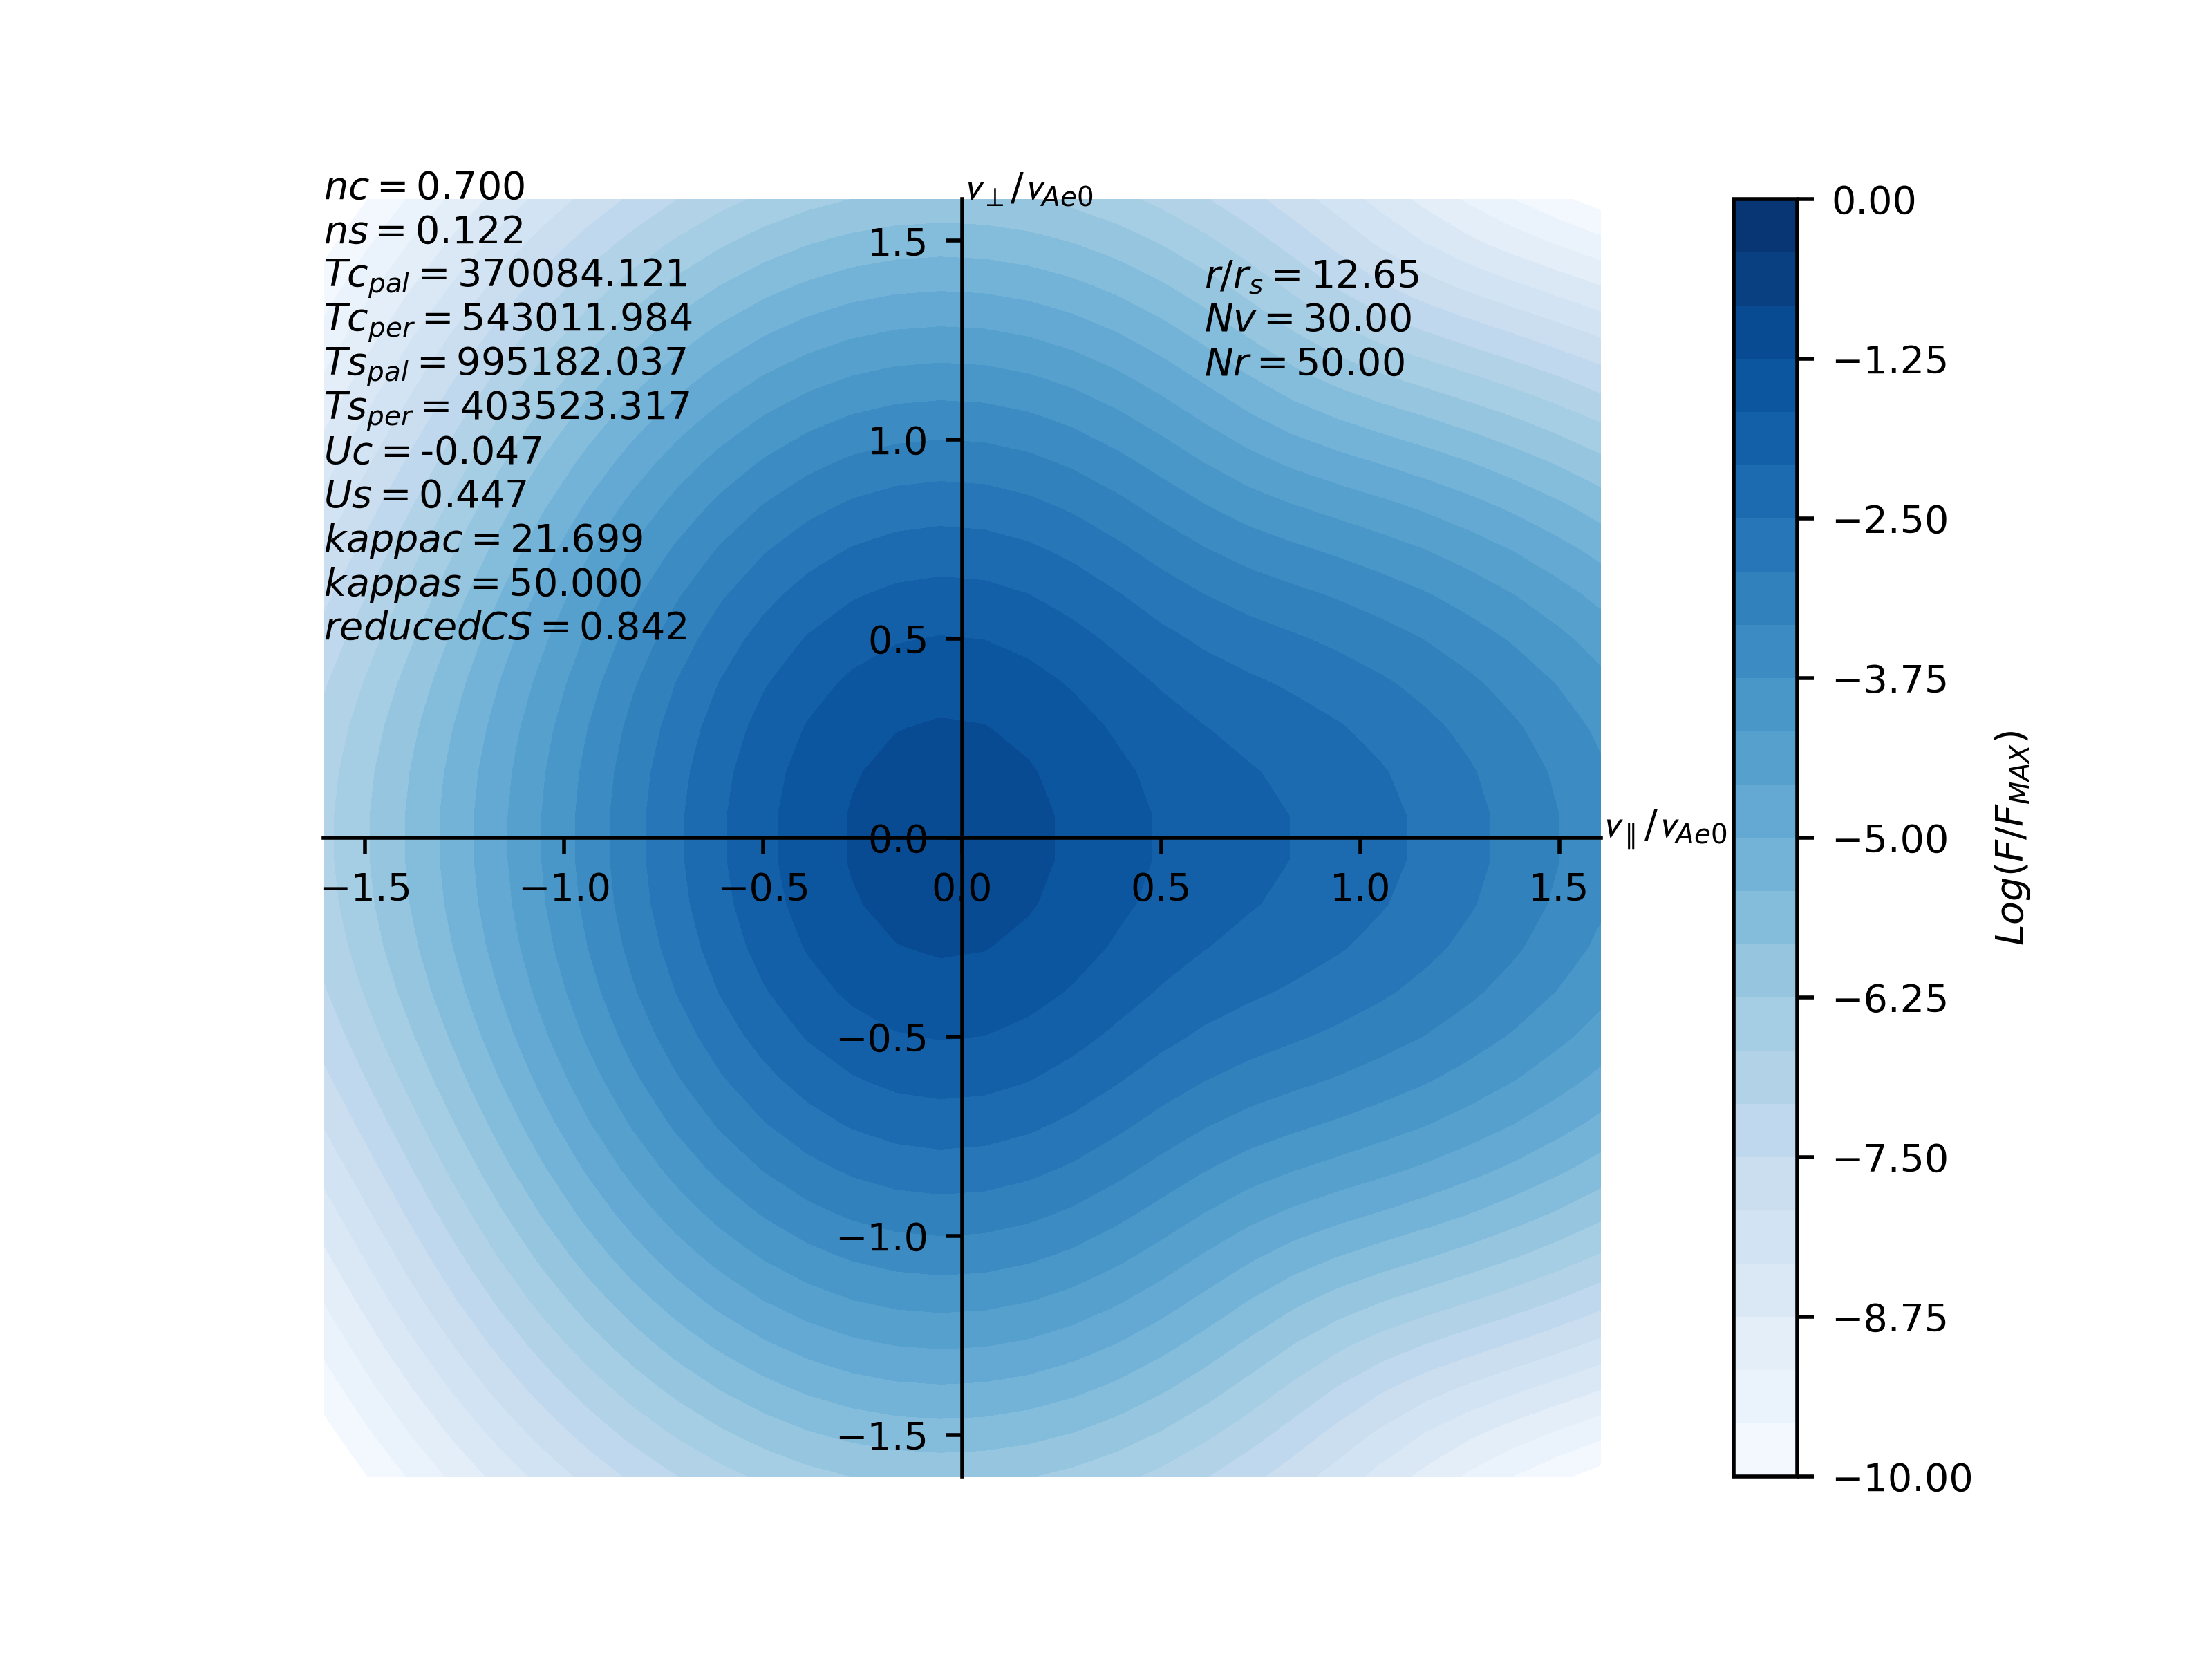 nc = 0.700
ns = 0.122
Tc_pal = 370084.121
Tc_per = 543011.984
Ts_pal = 995182.037
Ts_per = 403523.317
Uc = -0.047
Us = 0.447
kappac = 21.699
kappas = 50.000
reducedCS = 0.842
v⊥/v_Ae0
r/r_s = 12.65
Nv = 30.00
Nr = 50.00
1.5
1.0
0.5
0.0
−0.5
−1.0
−1.5
−1.5 −1.0 −0.5 0.0 0.5 1.0 1.5
v∥/v_Ae0
0.00
−1.25
−2.50
−3.75
−5.00
−6.25
−7.50
−8.75
−10.00
Log(F/F_MAX)